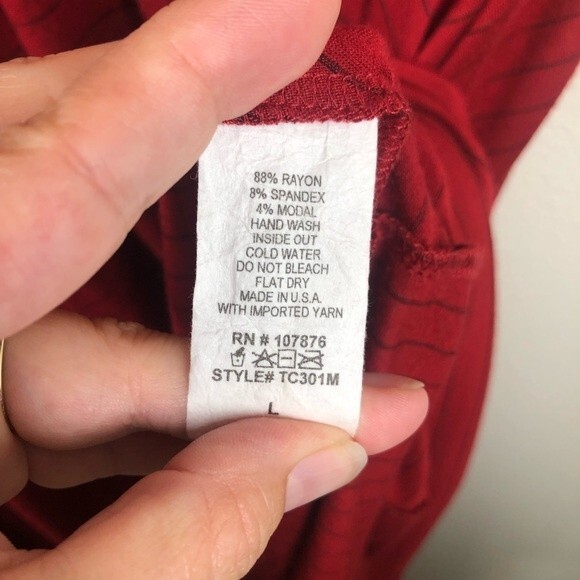 88% RAYON
8% SPANDEX
4% MODAL
HAND WASH
INSIDE OUT
COLD WATER
DO NOT BLEACH
FLAT DRY
MADE IN U.S.A.
WITH IMPORTED YARN
RN # 107876
STYLE# TC301M
L